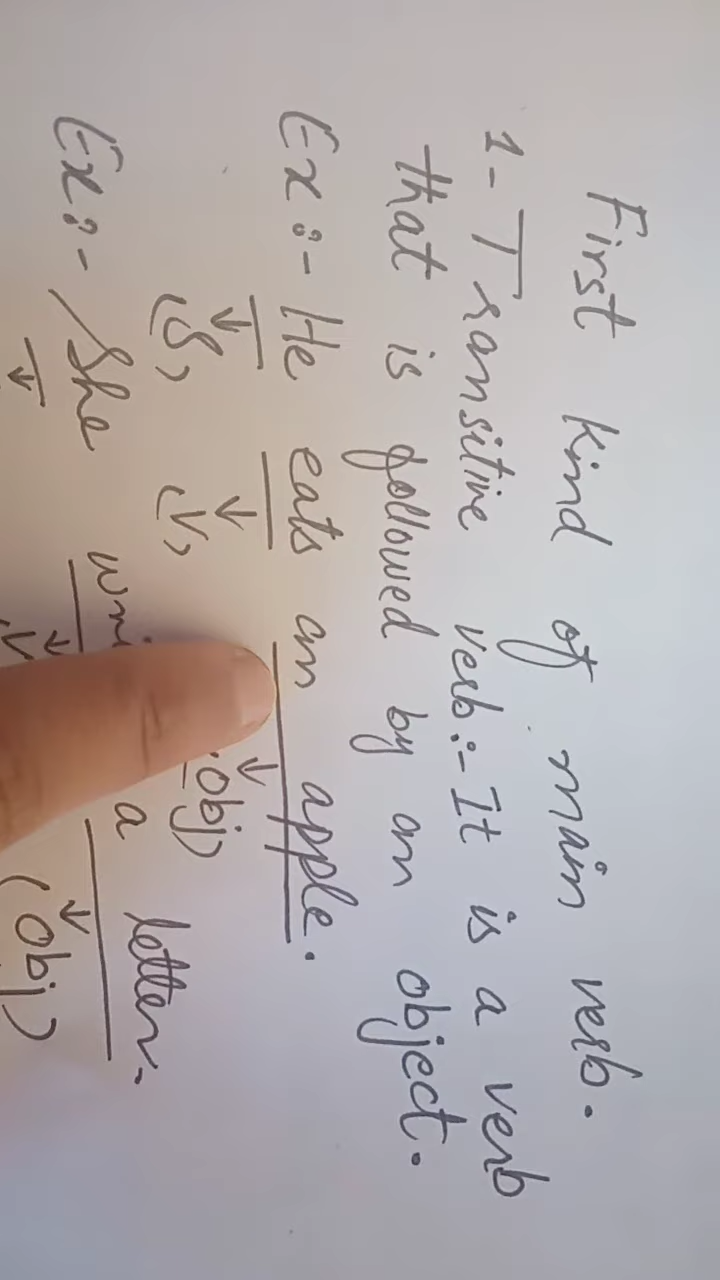 First kind of main verb.
1- Transitive verb:- It is a verb
that is followed by an object.
Ex:- He eats an apple.
(S) (V) (Obj)
Ex:- She a letter.
(Obj)